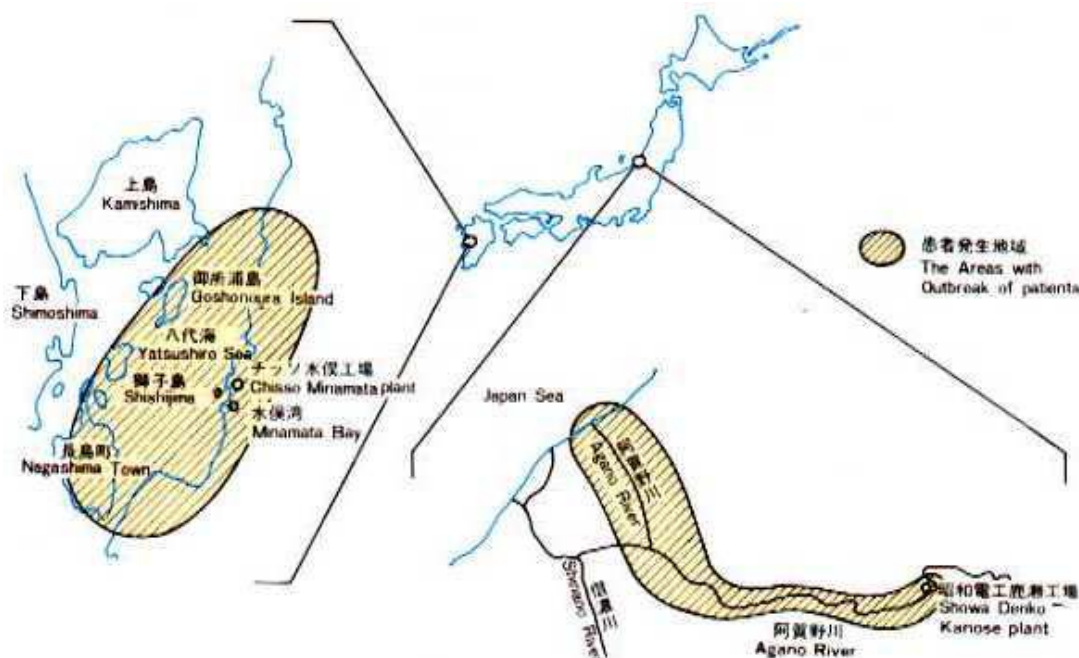 上島
Kamishima
御所浦島
Island
下島
Shimoshima
八代海
Yatsushiro Sea
獅子島
Shishijima
チッソ水俣工場
Chisso Minamata plant
水俣湾
Minamata Bay
長島町
Nagashima Town
患者発生地域
The Areas with
Outbreak of patients
Japan Sea
阿賀野川
Agano River
信濃川
Shinano River
昭和電工鹿瀬工場
Showa Denko
Kanose plant
阿賀野川
Agano River